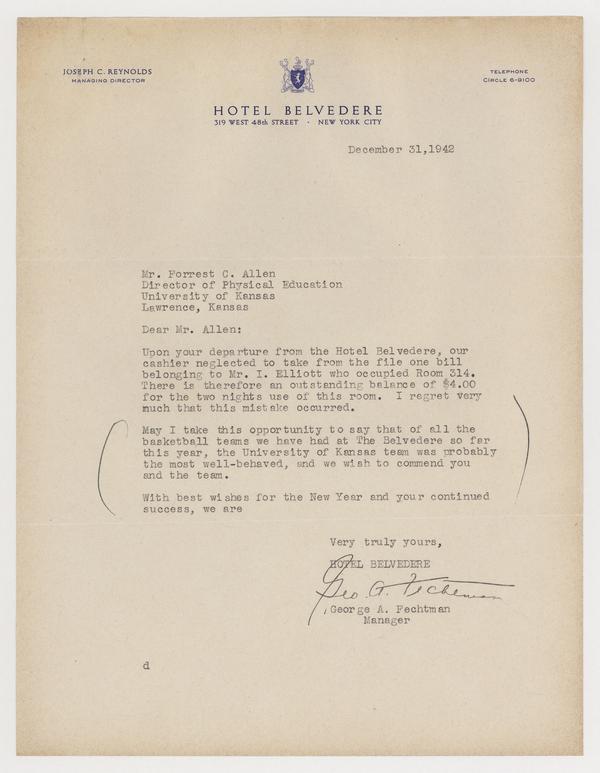 JOSEPH C. REYNOLDS
MANAGING DIRECTOR
TELEPHONE
CIRCLE 6-9100
HOTEL BELVEDERE
319 WEST 48th STREET · NEW YORK CITY
December 31,1942
Mr. Forrest C. Allen
Director of Physical Education
University of Kansas
Lawrence, Kansas
Dear Mr. Allen:
Upon your departure from the Hotel Belvedere, our
cashier neglected to take from the file one bill
belonging to Mr. I. Elliott who occupied Room 314.
There is therefore an outstanding balance of $4.00
for the two nights use of this room.  I regret very
much that this mistake occurred.
May I take this opportunity to say that of all the
basketball teams we have had at The Belvedere so far
this year, the University of Kansas team was probably
the most well-behaved, and we wish to commend you
and the team.
With best wishes for the New Year and your continued
success, we are
Very truly yours,
HOTEL BELVEDERE
Geo. A. Fechtman
George A. Fechtman
Manager
d